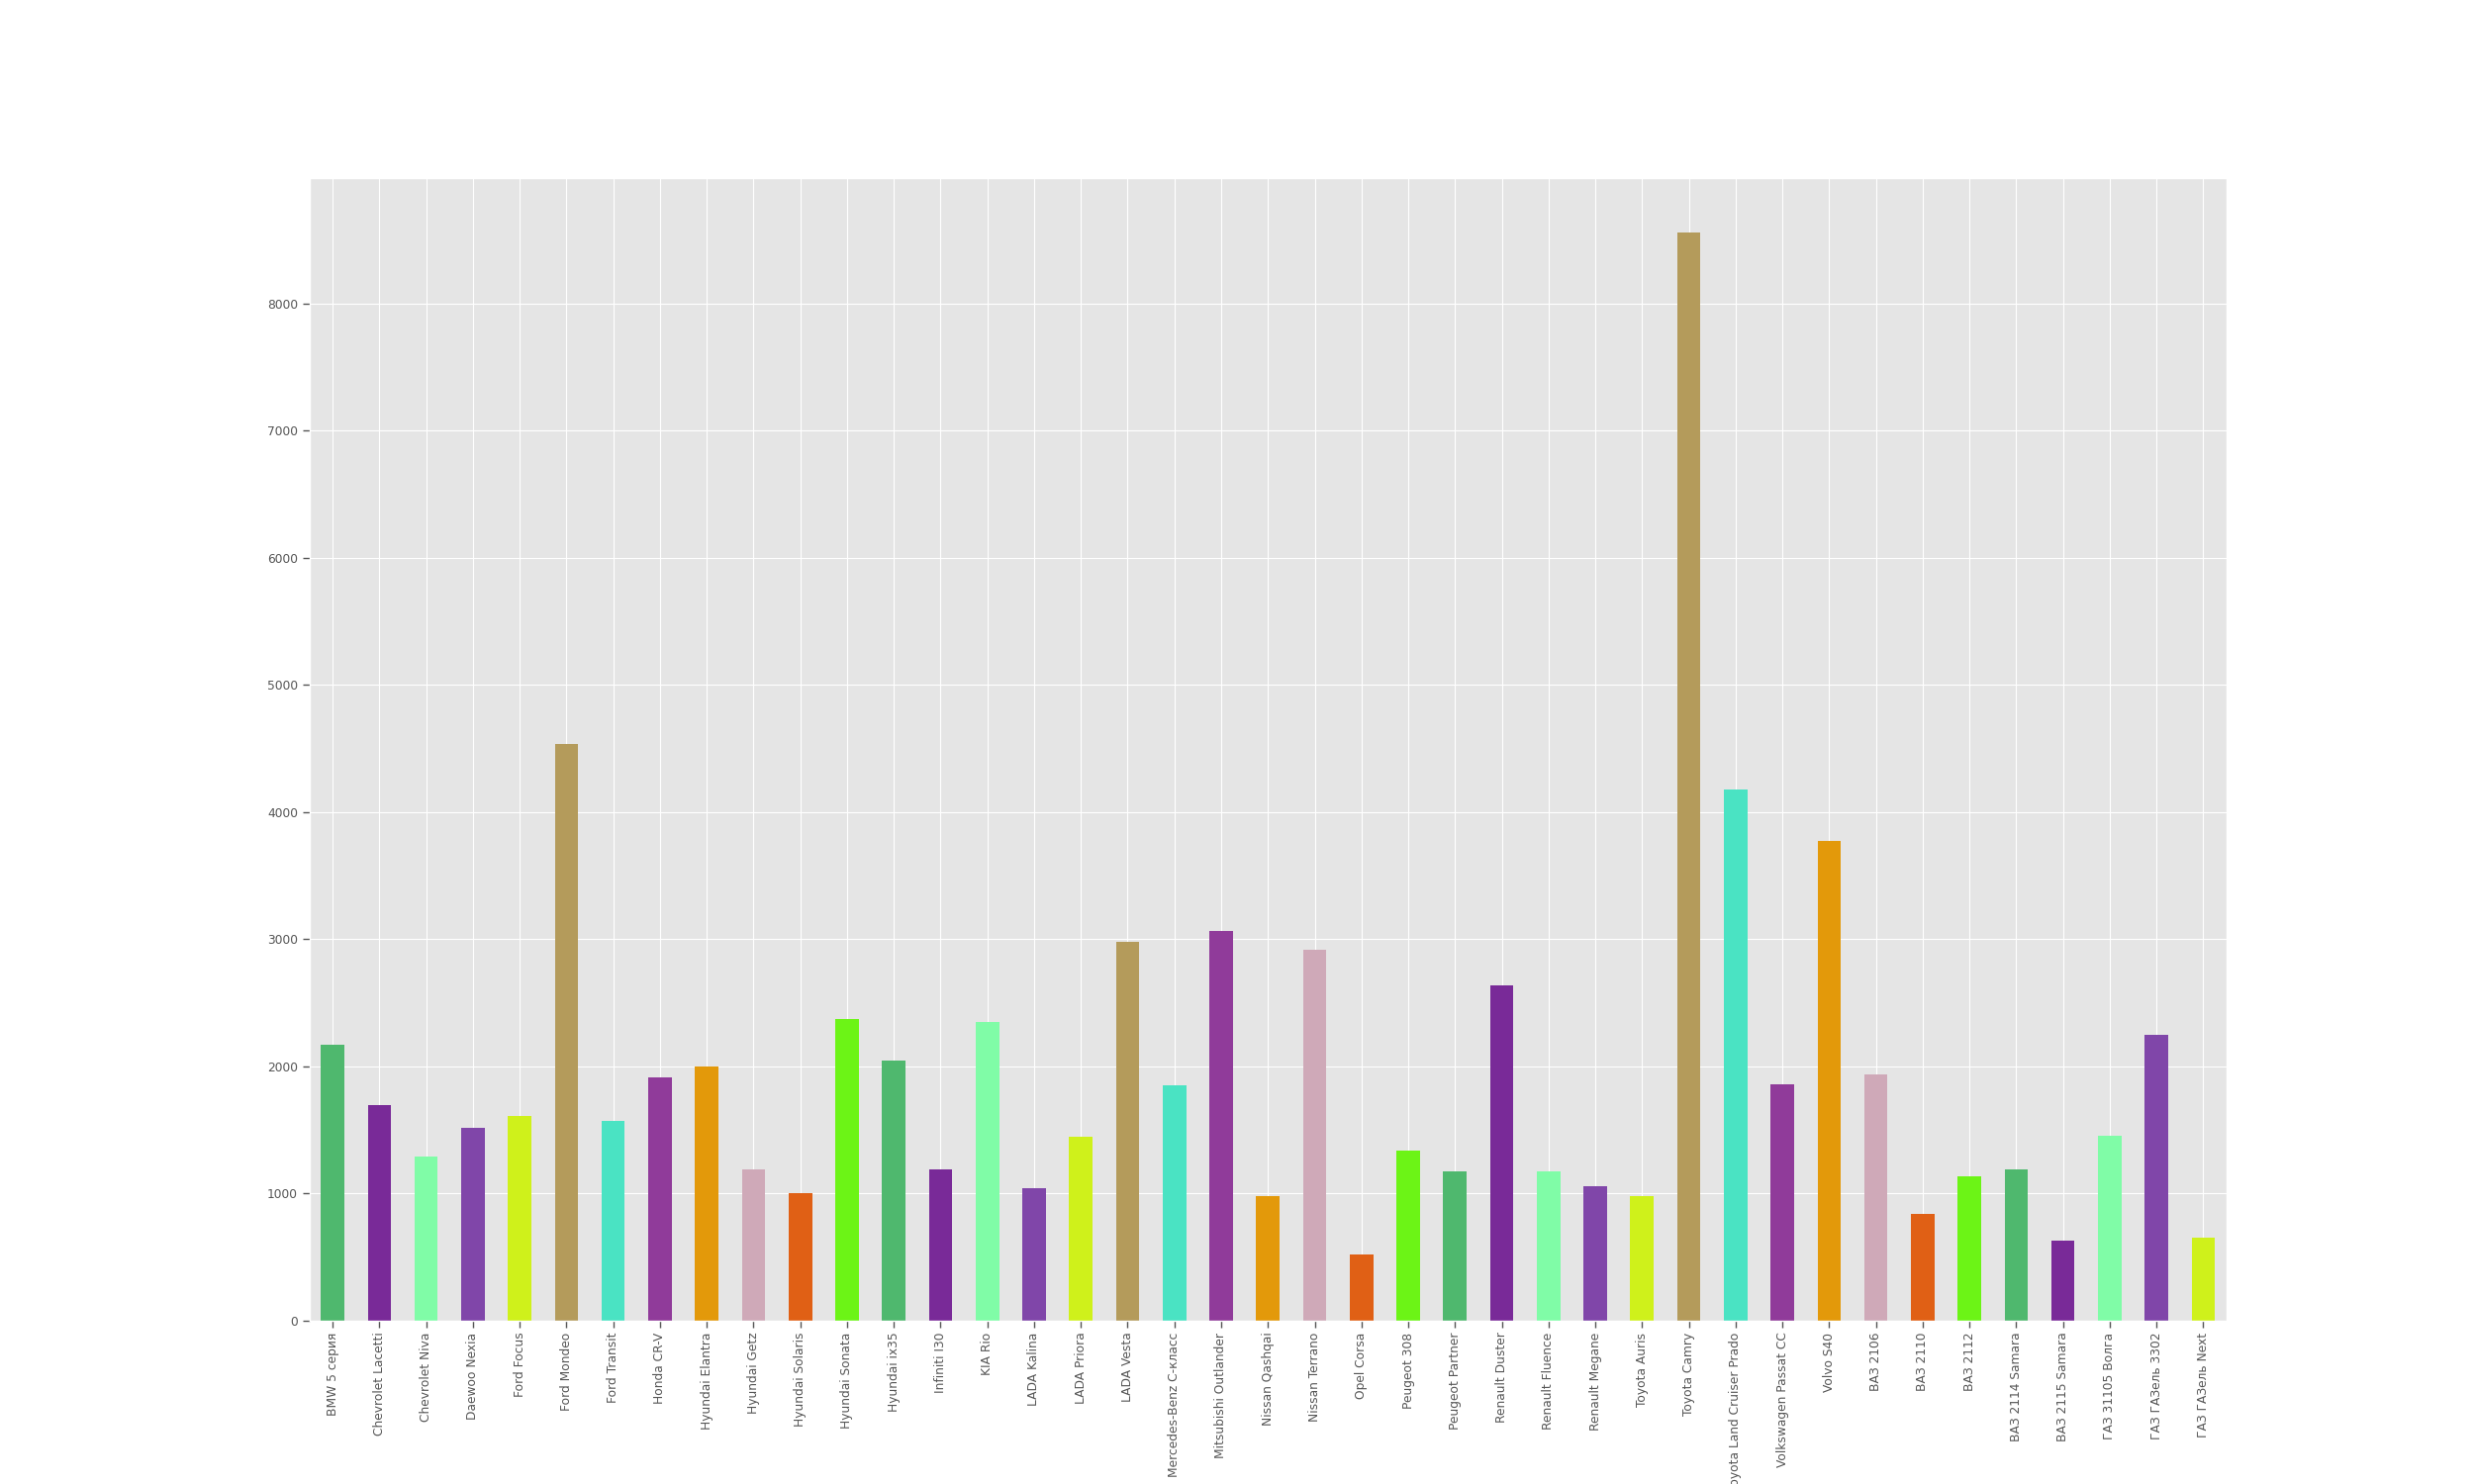 8000
7000
6000
5000
4000
3000
2000
1000
0
BMW 5 серия
Chevrolet Lacetti
Chevrolet Niva
Daewoo Nexia
Ford Focus
Ford Mondeo
Ford Transit
Honda CR-V
Hyundai Elantra
Hyundai Getz
Hyundai Solaris
Hyundai Sonata
Hyundai ix35
Infiniti I30
KIA Rio
LADA Kalina
LADA Priora
LADA Vesta
Mercedes-Benz C-класс
Mitsubishi Outlander
Nissan Qashqai
Nissan Terrano
Opel Corsa
Peugeot 308
Peugeot Partner
Renault Duster
Renault Fluence
Renault Megane
Toyota Auris
Toyota Camry
oyota Land Cruiser Prado
Volkswagen Passat CC
Volvo S40
ВАЗ 2106
ВАЗ 2110
ВАЗ 2112
ВАЗ 2114 Samara
ВАЗ 2115 Samara
ГАЗ 31105 Волга
ГАЗ ГАЗель 3302
ГАЗ ГАЗель Next